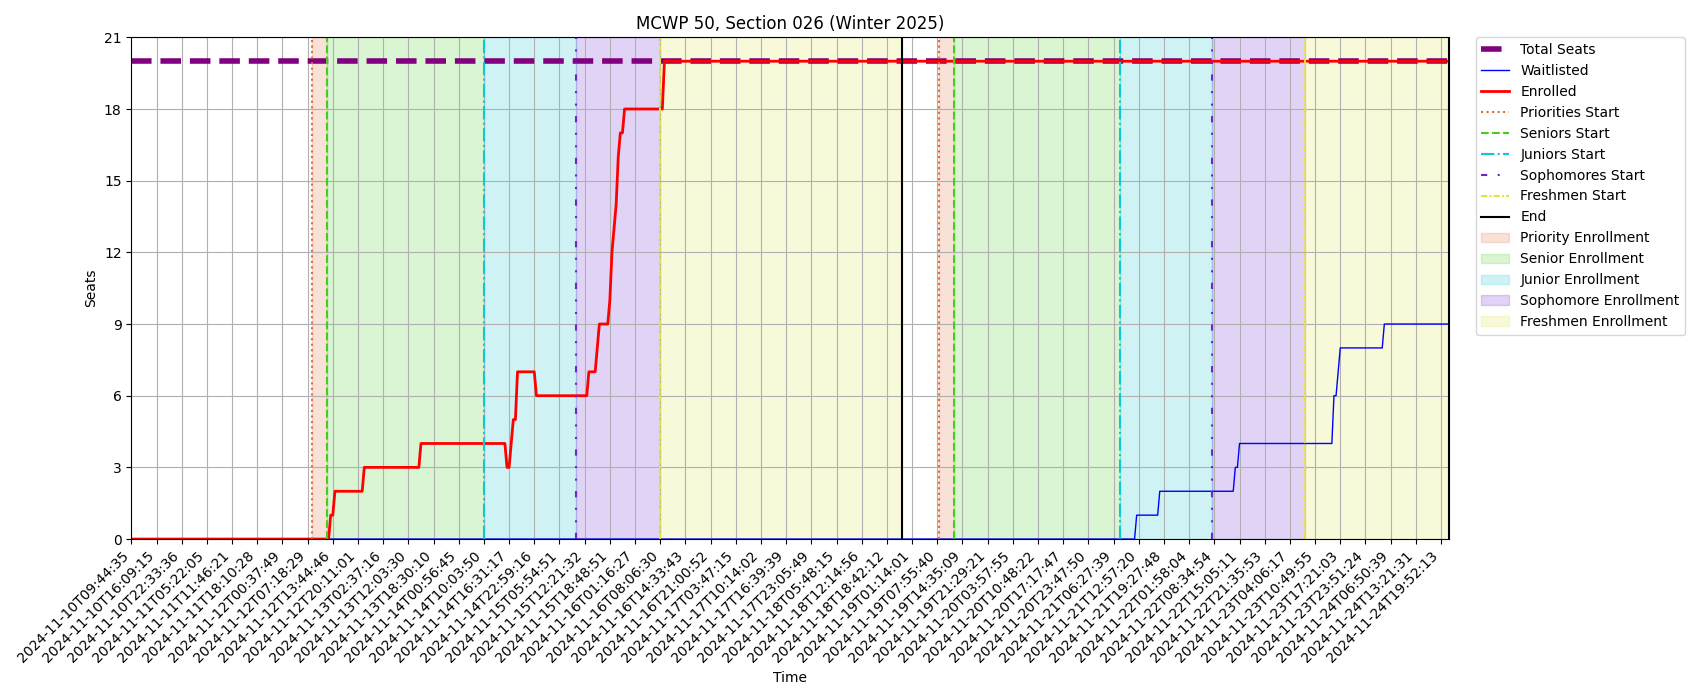 MCWP 50, Section 026 (Winter 2025)
Seats
21
18
15
12
9
6
3
0
2024-11-10T09:44:35
2024-11-10T16:09:15
2024-11-10T22:33:36
2024-11-11T05:22:05
2024-11-11T11:46:21
2024-11-11T18:10:28
2024-11-12T00:37:49
2024-11-12T07:18:29
2024-11-12T13:44:46
2024-11-12T20:11:01
2024-11-13T02:37:16
2024-11-13T12:03:30
2024-11-13T18:30:10
2024-11-14T00:56:45
2024-11-14T10:03:50
2024-11-14T16:31:17
2024-11-14T22:59:16
2024-11-15T05:54:51
2024-11-15T12:21:32
2024-11-15T18:48:51
2024-11-16T01:16:27
2024-11-16T08:06:30
2024-11-16T14:33:43
2024-11-16T21:00:52
2024-11-17T03:47:15
2024-11-17T10:14:02
2024-11-17T16:39:39
2024-11-17T23:05:49
2024-11-18T05:48:15
2024-11-18T12:14:56
2024-11-18T18:42:12
2024-11-19T01:14:01
2024-11-19T07:55:40
2024-11-19T14:35:09
2024-11-19T21:29:21
2024-11-20T03:57:55
2024-11-20T10:48:22
2024-11-20T17:17:47
2024-11-20T23:47:50
2024-11-21T06:27:39
2024-11-21T12:57:20
2024-11-21T19:27:48
2024-11-22T01:58:04
2024-11-22T08:34:54
2024-11-22T15:05:11
2024-11-22T21:35:53
2024-11-23T04:06:17
2024-11-23T10:49:55
2024-11-23T17:21:03
2024-11-23T23:51:24
2024-11-24T06:50:39
2024-11-24T13:21:31
2024-11-24T19:52:13
Time
Total Seats
Waitlisted
Enrolled
Priorities Start
Seniors Start
Juniors Start
Sophomores Start
Freshmen Start
End
Priority Enrollment
Senior Enrollment
Junior Enrollment
Sophomore Enrollment
Freshmen Enrollment